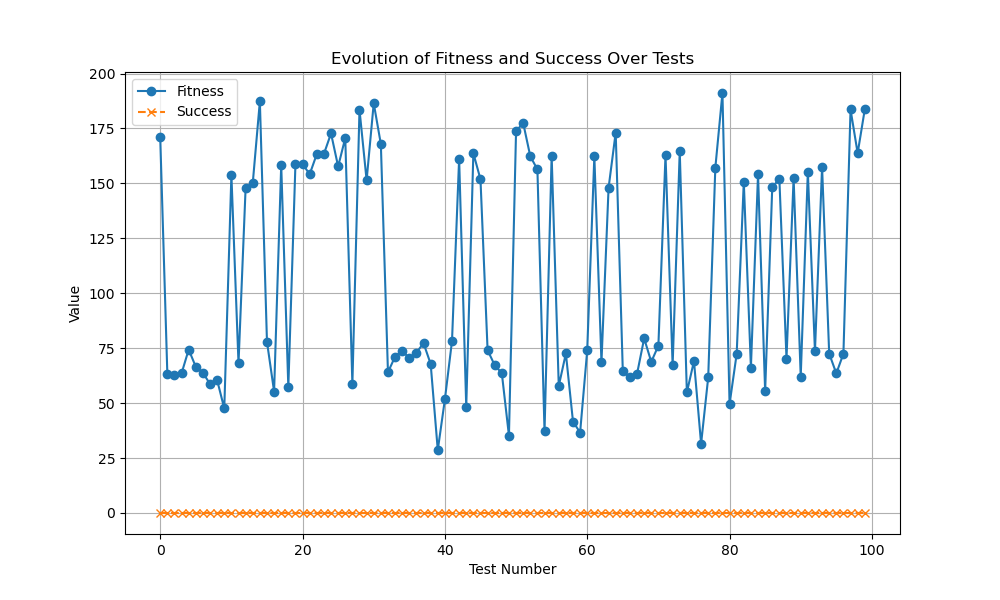 Evolution of Fitness and Success Over Tests
Fitness
Success
200
175
150
125
100
75
50
25
0
Value
0 20 40 60 80 100
Test Number